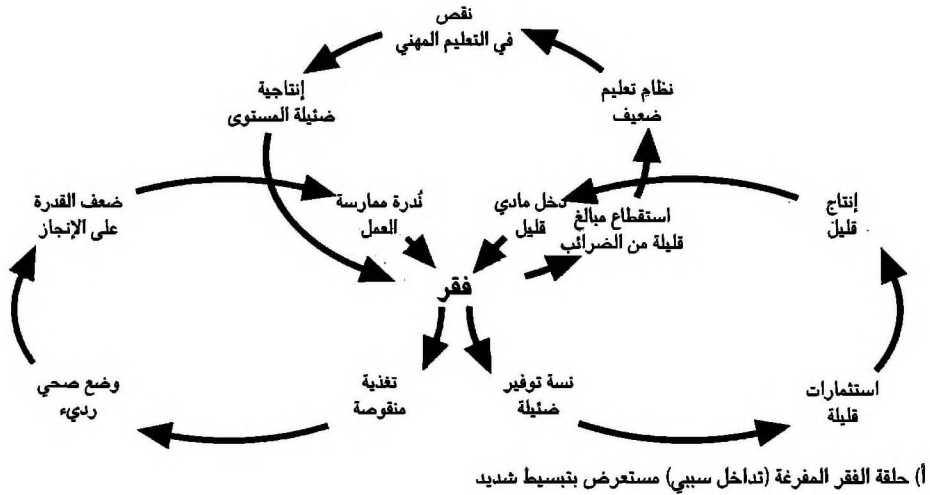 نقص
في التعليم المهني
إنتاجية
ضئيلة المستوى
نظام تعليم
ضعيف
ضعف القدرة
على الإنجاز
نُدرة ممارسة
العمل
دخل مادي
قليل
استقطاع مبالغ
قليلة من الضرائب
إنتاج
قليل
فقر
وضع صحي
رديء
تغذية
منقوصة
نسة توفير
ضئيلة
استثمارات
قليلة
أ) حلقة الفقر المفرغة (تداخل سببي) مستعرض بتبسيط شديد